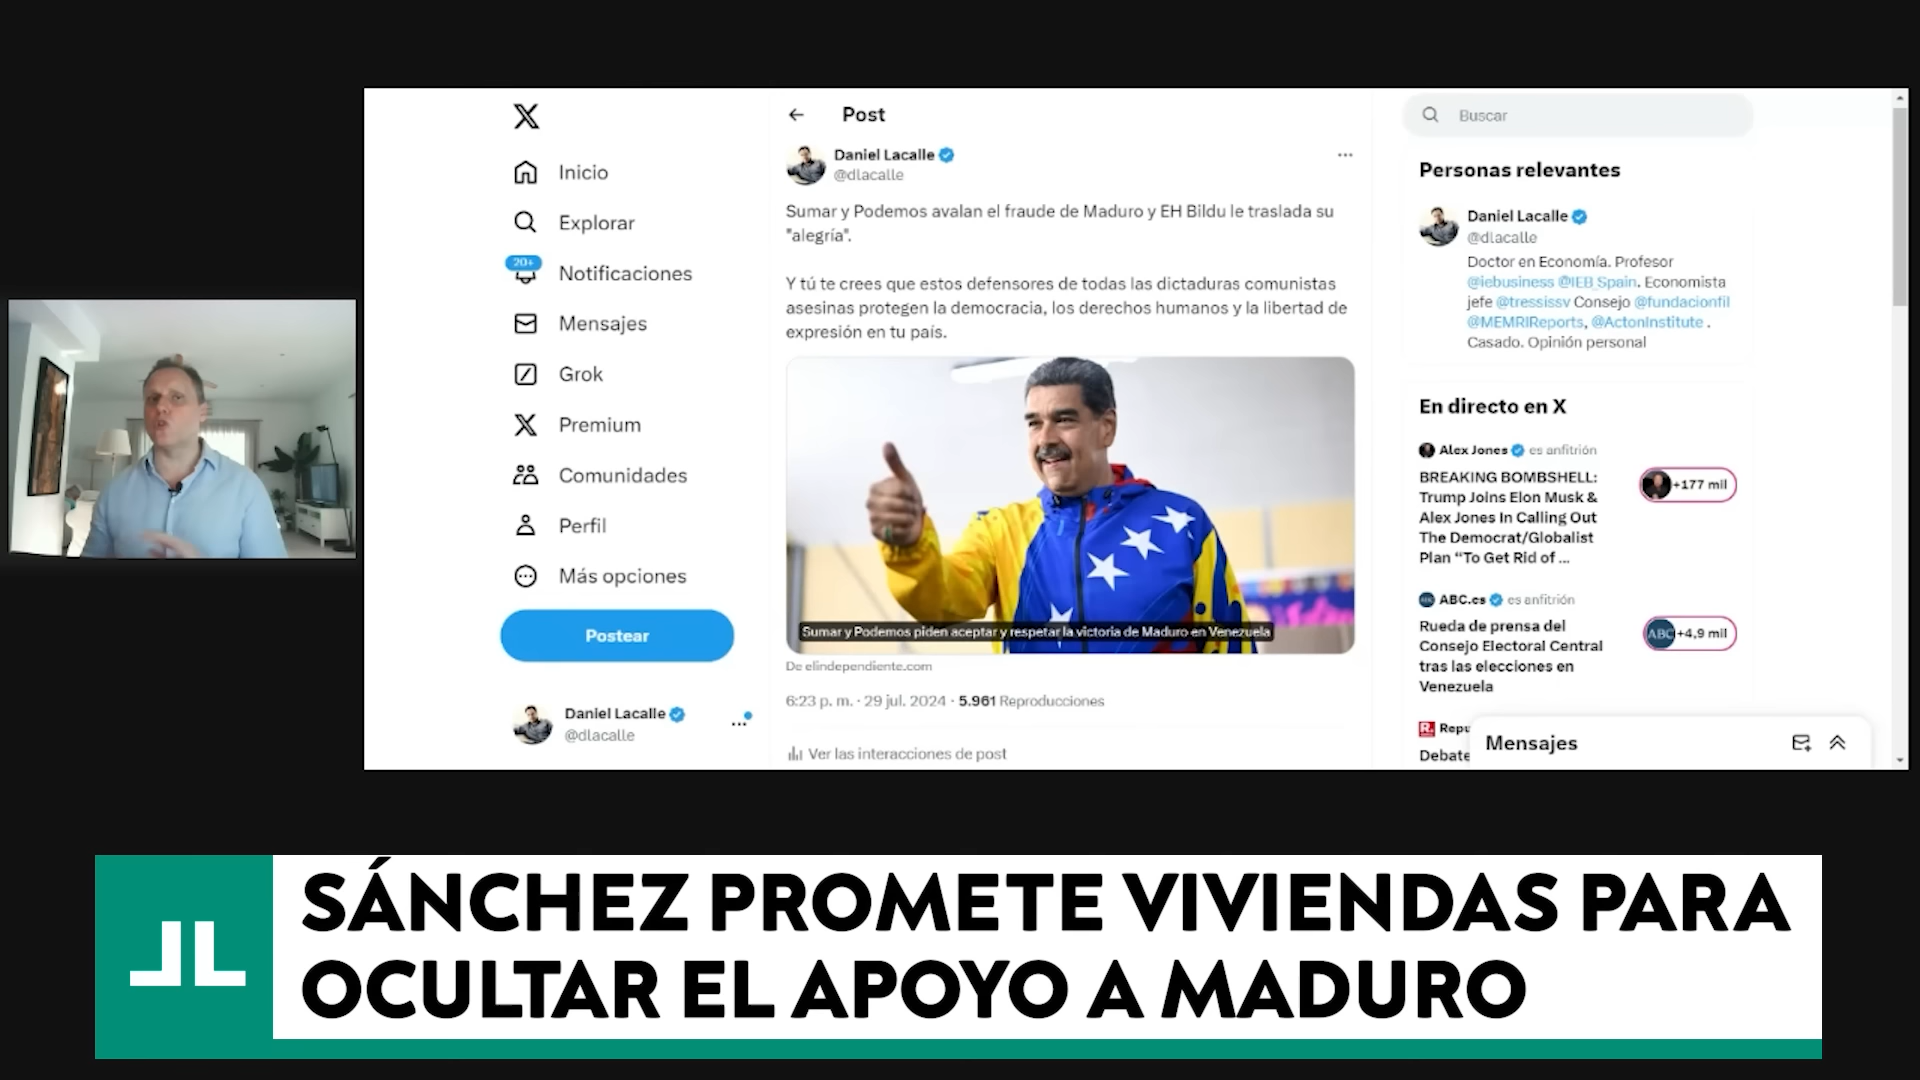 Inicio
Explorar
20+
Notificaciones
Mensajes
Grok
Premium
Comunidades
Perfil
Más opciones
Postear
Daniel Lacalle
@dlacalle
Post
Daniel Lacalle
@dlacalle
Sumar y Podemos avalan el fraude de Maduro y EH Bildu le traslada su
"alegría".
Y tú te crees que estos defensores de todas las dictaduras comunistas
asesinas protegen la democracia, los derechos humanos y la libertad de
expresión en tu país.
Sumar y Podemos piden aceptar y respetar la victoria de Maduro en Venezuela
De elindependiente.com
6:23 p. m. · 29 jul. 2024 · 5.961 Reproducciones
Ver las interacciones de post
Buscar
Personas relevantes
Daniel Lacalle
@dlacalle
Doctor en Economía. Profesor
@iebusiness @IEB_Spain. Economista
jefe @tressissv Consejo @fundacionfil
@MEMRIReports, @ActonInstitute .
Casado. Opinión personal
En directo en X
Alex Jones es anfitrión
BREAKING BOMBSHELL:
Trump Joins Elon Musk &
Alex Jones In Calling Out
The Democrat/Globalist
Plan “To Get Rid of ...
+177 mil
ABC.es es anfitrión
Rueda de prensa del
Consejo Electoral Central
tras las elecciones en
Venezuela
ABC +4,9 mil
Repu
Debate
Mensajes
SÁNCHEZ PROMETE VIVIENDAS PARA
OCULTAR EL APOYO A MADURO